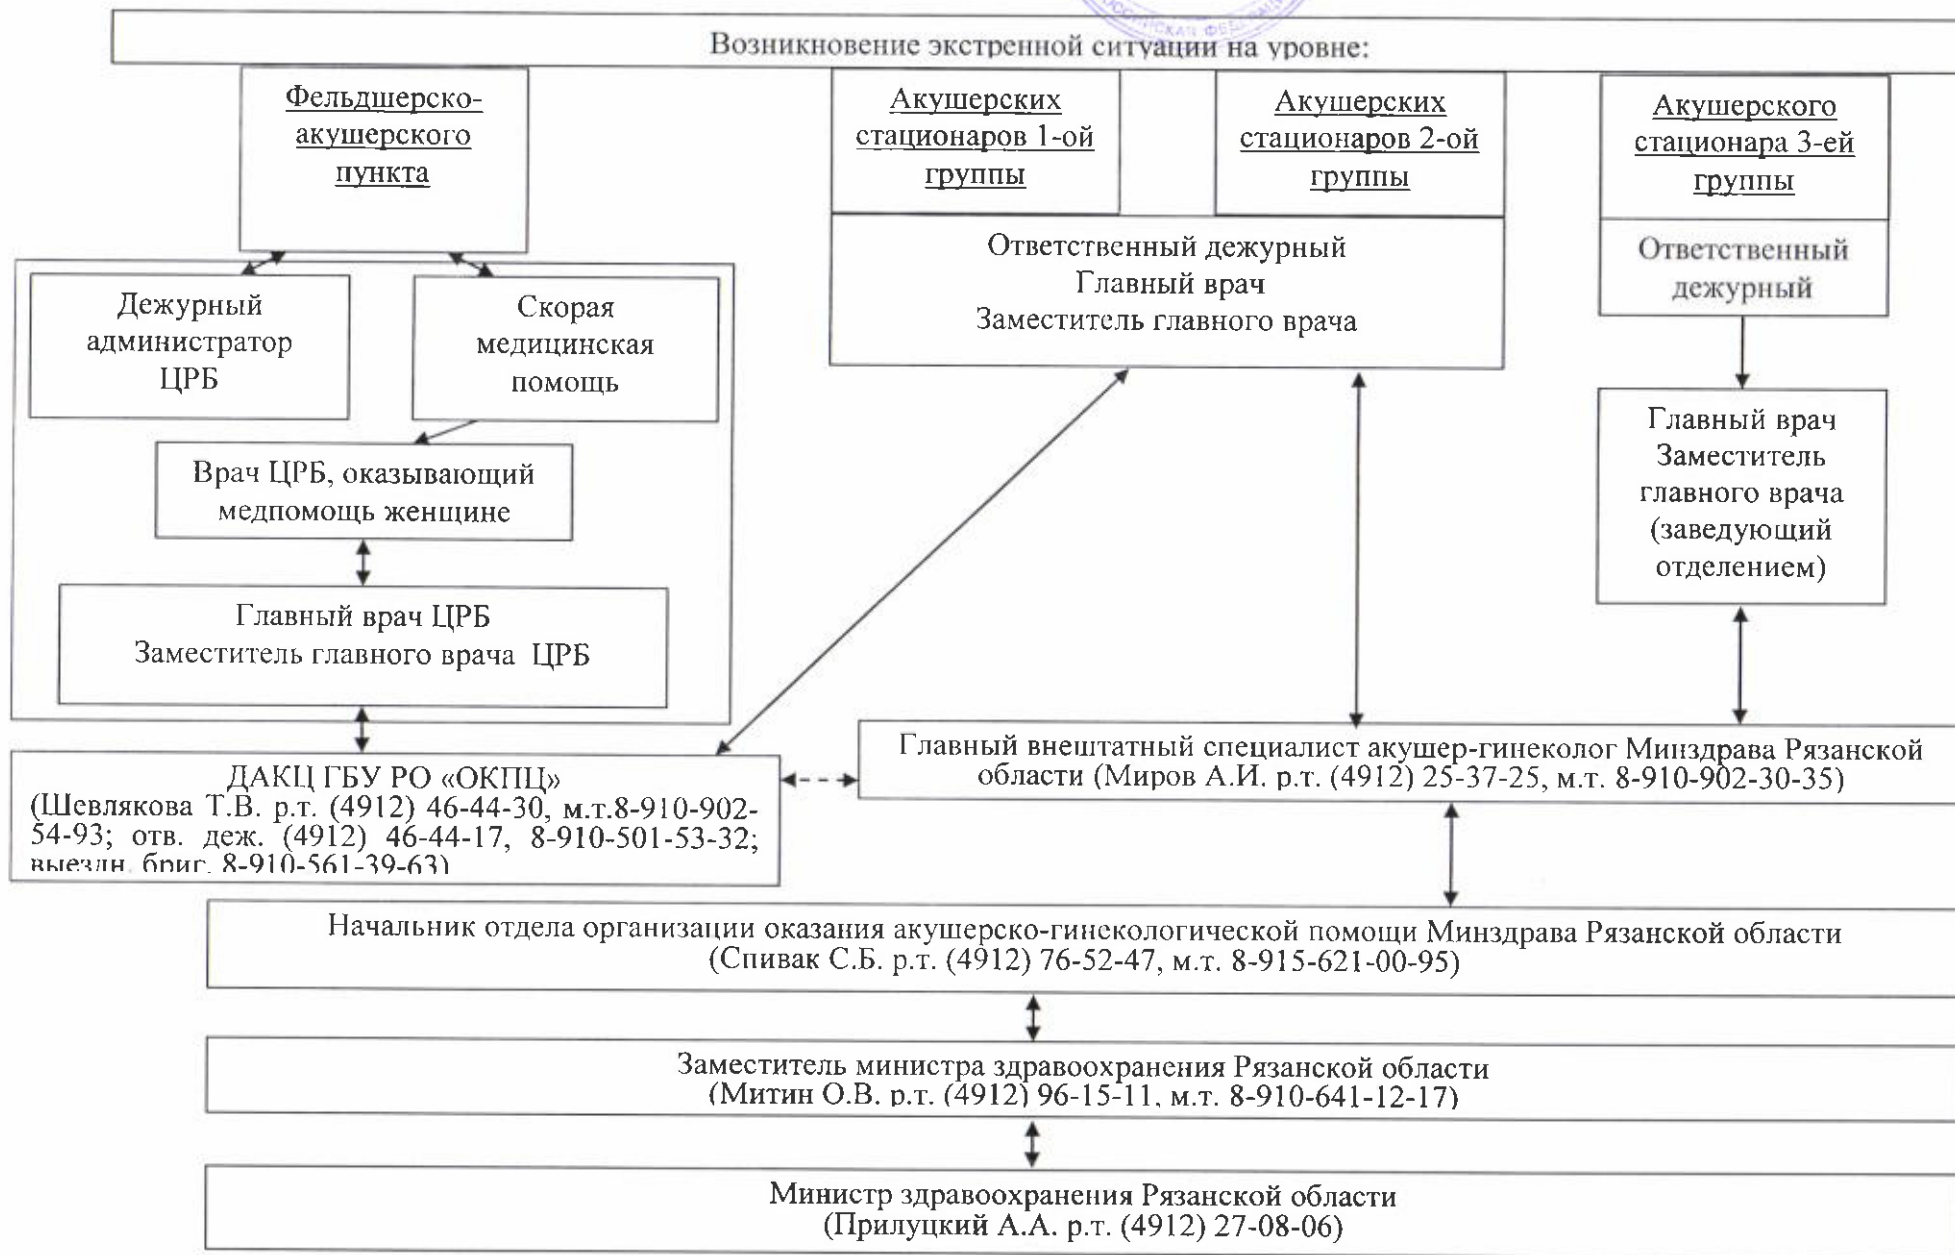 РОССИЙСКАЯ ФЕДЕРАЦИЯ
Возникновение экстренной ситуации на уровне:
Фельдшерско-
акушерского
пункта
Акушерских
стационаров 1-ой
группы
Акушерских
стационаров 2-ой
группы
Акушерского
стационара 3-ей
группы
Ответственный дежурный
Главный врач
Заместитель главного врача
Ответственный
дежурный
Дежурный
администратор
ЦРБ
Скорая
медицинская
помощь
Врач ЦРБ, оказывающий
медпомощь женщине
Главный врач
Заместитель
главного врача
(заведующий
отделением)
Главный врач ЦРБ
Заместитель главного врача ЦРБ
ДАКЦ ГБУ РО «ОКПЦ»
(Шевлякова Т.В. р.т. (4912) 46-44-30, м.т.8-910-902-
54-93; отв. деж. (4912) 46-44-17, 8-910-501-53-32;
выездн. бриг. 8-910-561-39-63)
Главный внештатный специалист акушер-гинеколог Минздрава Рязанской
области (Миров А.И. р.т. (4912) 25-37-25, м.т. 8-910-902-30-35)
Начальник отдела организации оказания акушерско-гинекологической помощи Минздрава Рязанской области
(Спивак С.Б. р.т. (4912) 76-52-47, м.т. 8-915-621-00-95)
Заместитель министра здравоохранения Рязанской области
(Митин О.В. р.т. (4912) 96-15-11, м.т. 8-910-641-12-17)
Министр здравоохранения Рязанской области
(Прилуцкий А.А. р.т. (4912) 27-08-06)